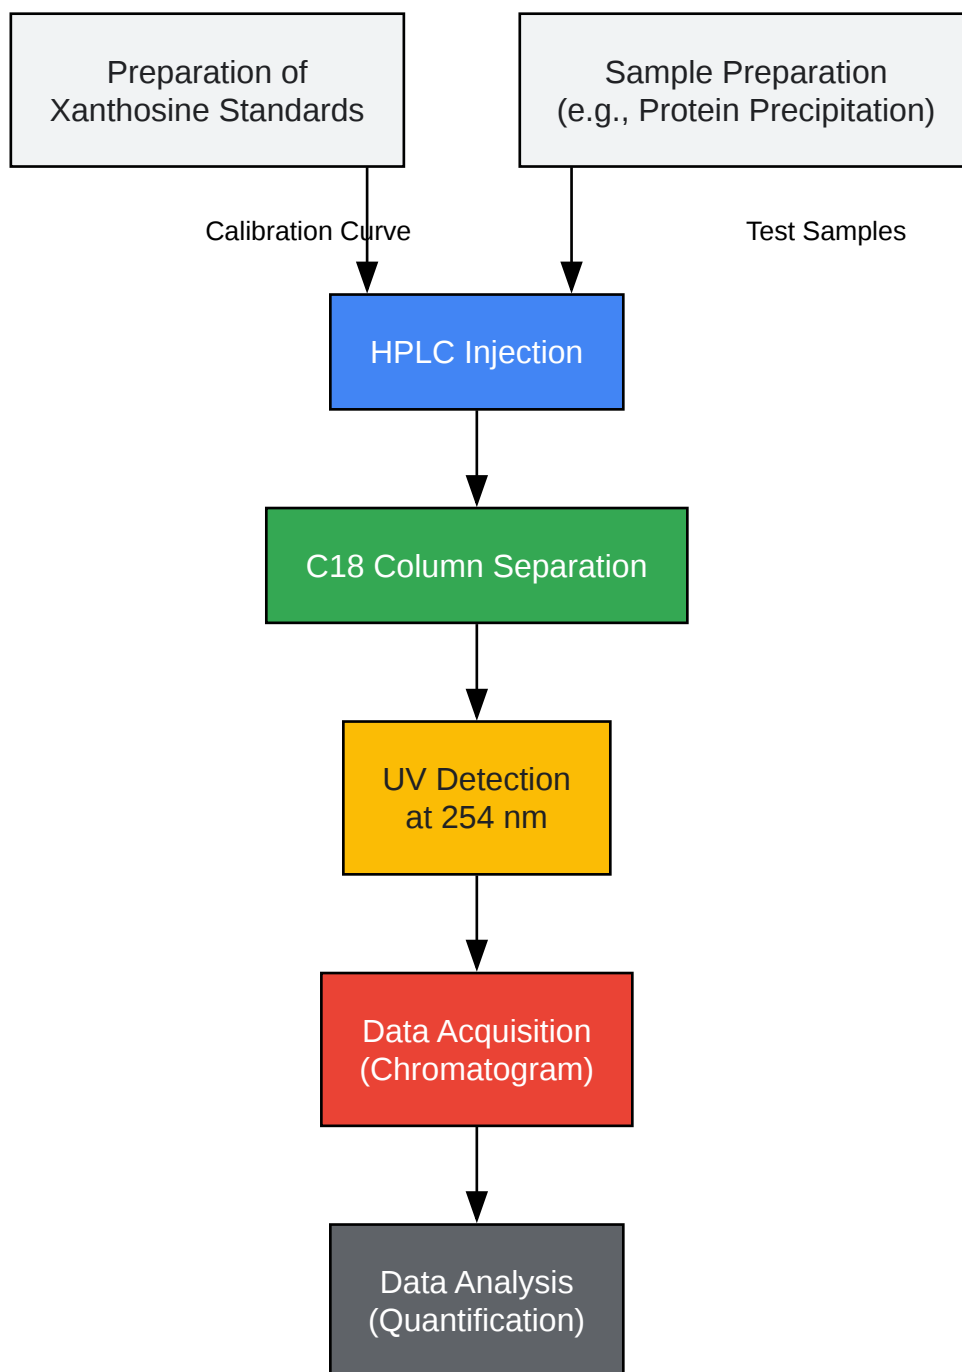 Preparation of
Xanthosine Standards
Sample Preparation
(e.g., Protein Precipitation)
Calibration Curve
Test Samples
HPLC Injection
C18 Column Separation
UV Detection
at 254 nm
Data Acquisition
(Chromatogram)
Data Analysis
(Quantification)